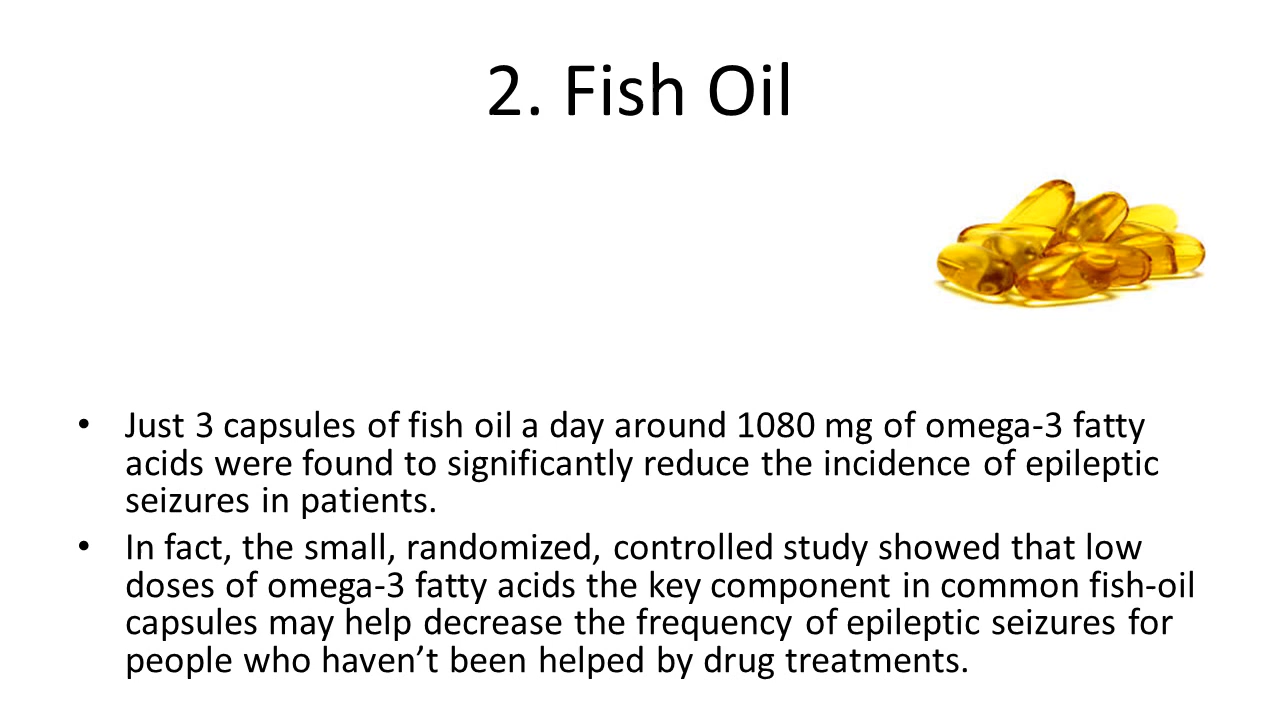 2. Fish Oil
• Just 3 capsules of fish oil a day around 1080 mg of omega-3 fatty
acids were found to significantly reduce the incidence of epileptic
seizures in patients.
• In fact, the small, randomized, controlled study showed that low
doses of omega-3 fatty acids the key component in common fish-oil
capsules may help decrease the frequency of epileptic seizures for
people who haven’t been helped by drug treatments.